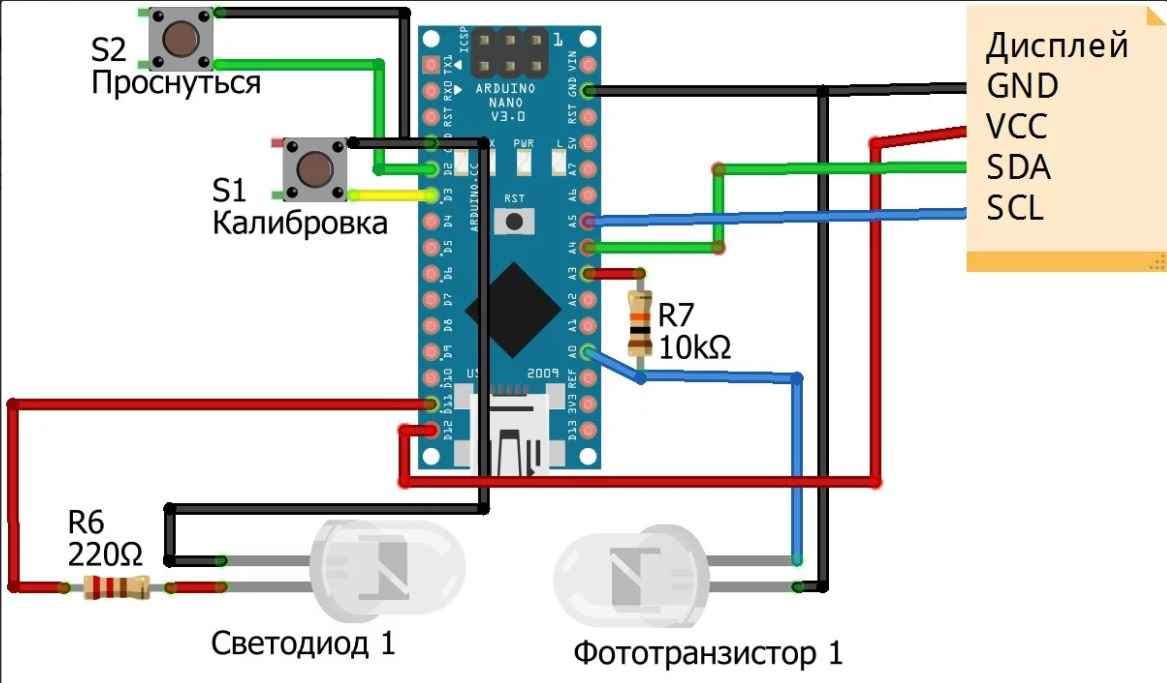 S2
Проснуться
S1
Калибровка
ICSP
1
ARDUINO
NANO
V3.0
TX1
RX0
RST
D2
D3
D4
D5
D6
D7
D8
D9
D10
D11
D12
VIN
GND
RST
5V
A7
A6
A5
A4
A3
A2
A1
A0
REF
3V3
D13
PWR
L
RST
ARDUINO.CC
2009
Дисплей
GND
VCC
SDA
SCL
R7
10kΩ
R6
220Ω
Светодиод 1
Фототранзистор 1